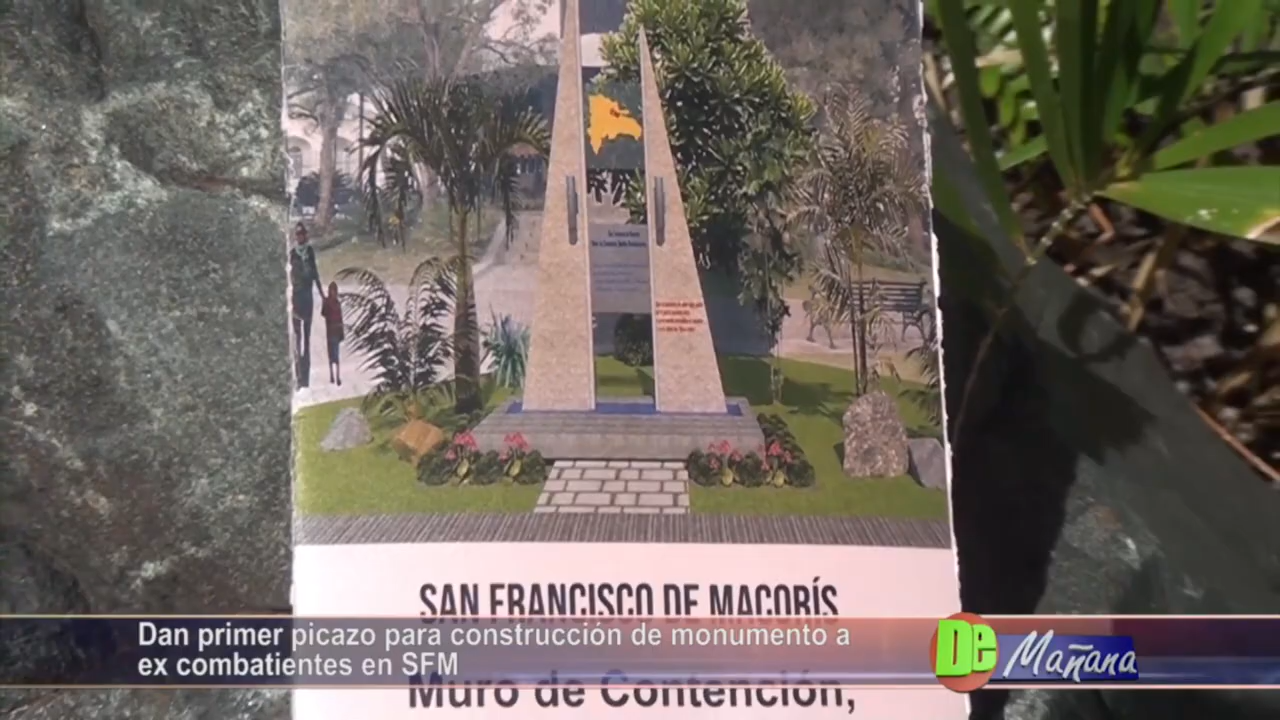 SAN FRANCISCO DE MACORÍS
Dan primer picazo para construcción de monumento a
ex combatientes en SFM
De Mañana
Muro de Contención,